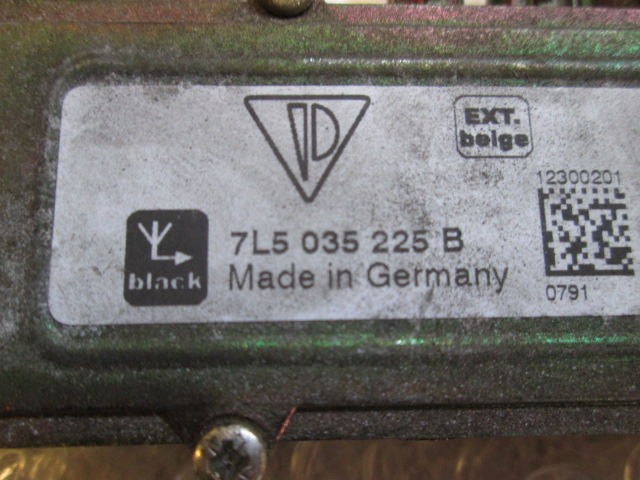 EXT.
beige
12300201
black
7L5 035 225 B
Made in Germany
0791